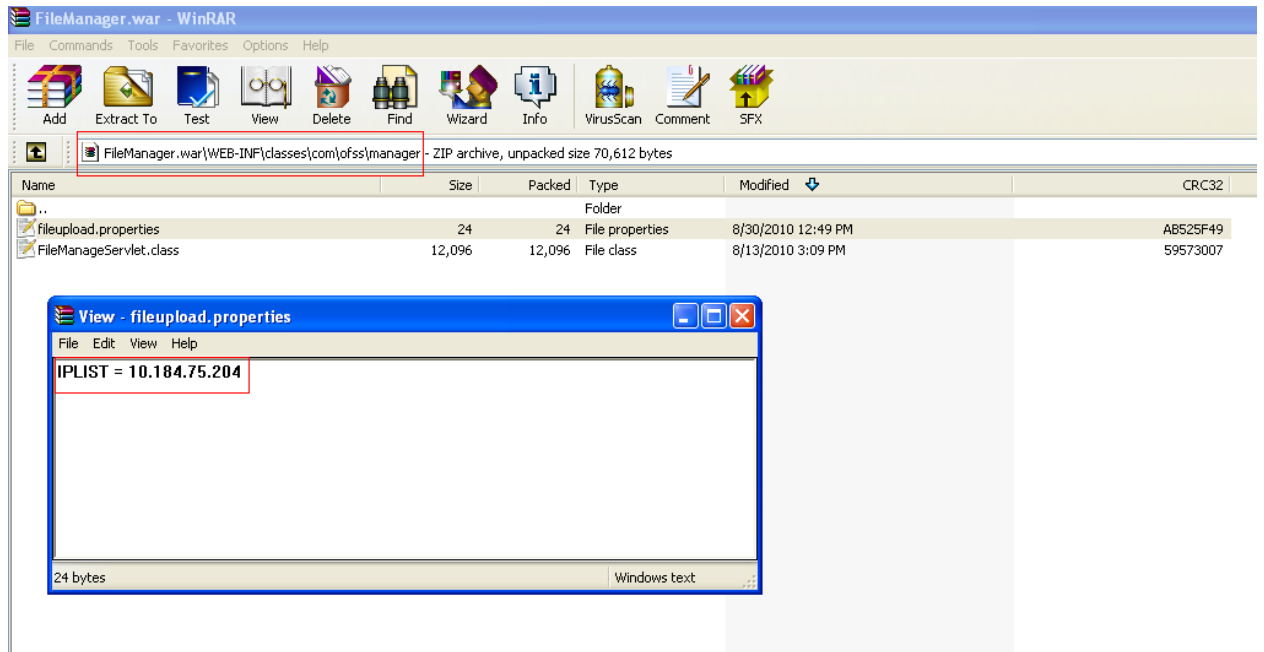 FileManager.war - WinRAR
File Commands Tools Favorites Options Help
Add Extract To Test View Delete Find Wizard Info VirusScan Comment SFX
FileManager.war\WEB-INF\classes\com\ofss\manager - ZIP archive, unpacked size 70,612 bytes
Name Size Packed Type Modified CRC32
.. Folder
fileupload.properties 24 24 File properties 8/30/2010 12:49 PM AB525F49
FileManageServlet.class 12,096 12,096 File class 8/13/2010 3:09 PM 59573007
View - fileupload.properties
File Edit View Help
IPLIST = 10.184.75.204
24 bytes Windows text